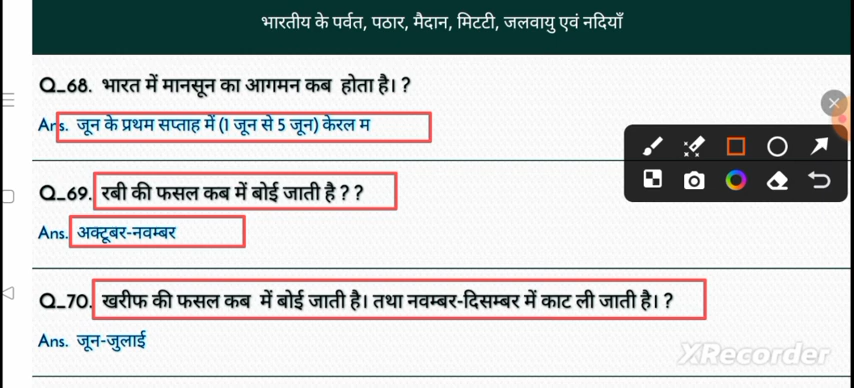 भारतीय के पर्वत, पठार, मैदान, मिटटी, जलवायु एवं नदियाँ
Q_68. भारत में मानसून का आगमन कब होता है। ?
Ans. जून के प्रथम सप्ताह में (1 जून से 5 जून) केरल म
Q_69. रबी की फसल कब में बोई जाती है ? ?
Ans. अक्टूबर-नवम्बर
Q_70. खरीफ की फसल कब में बोई जाती है। तथा नवम्बर-दिसम्बर में काट ली जाती है। ?
Ans. जून-जुलाई
XRecorder